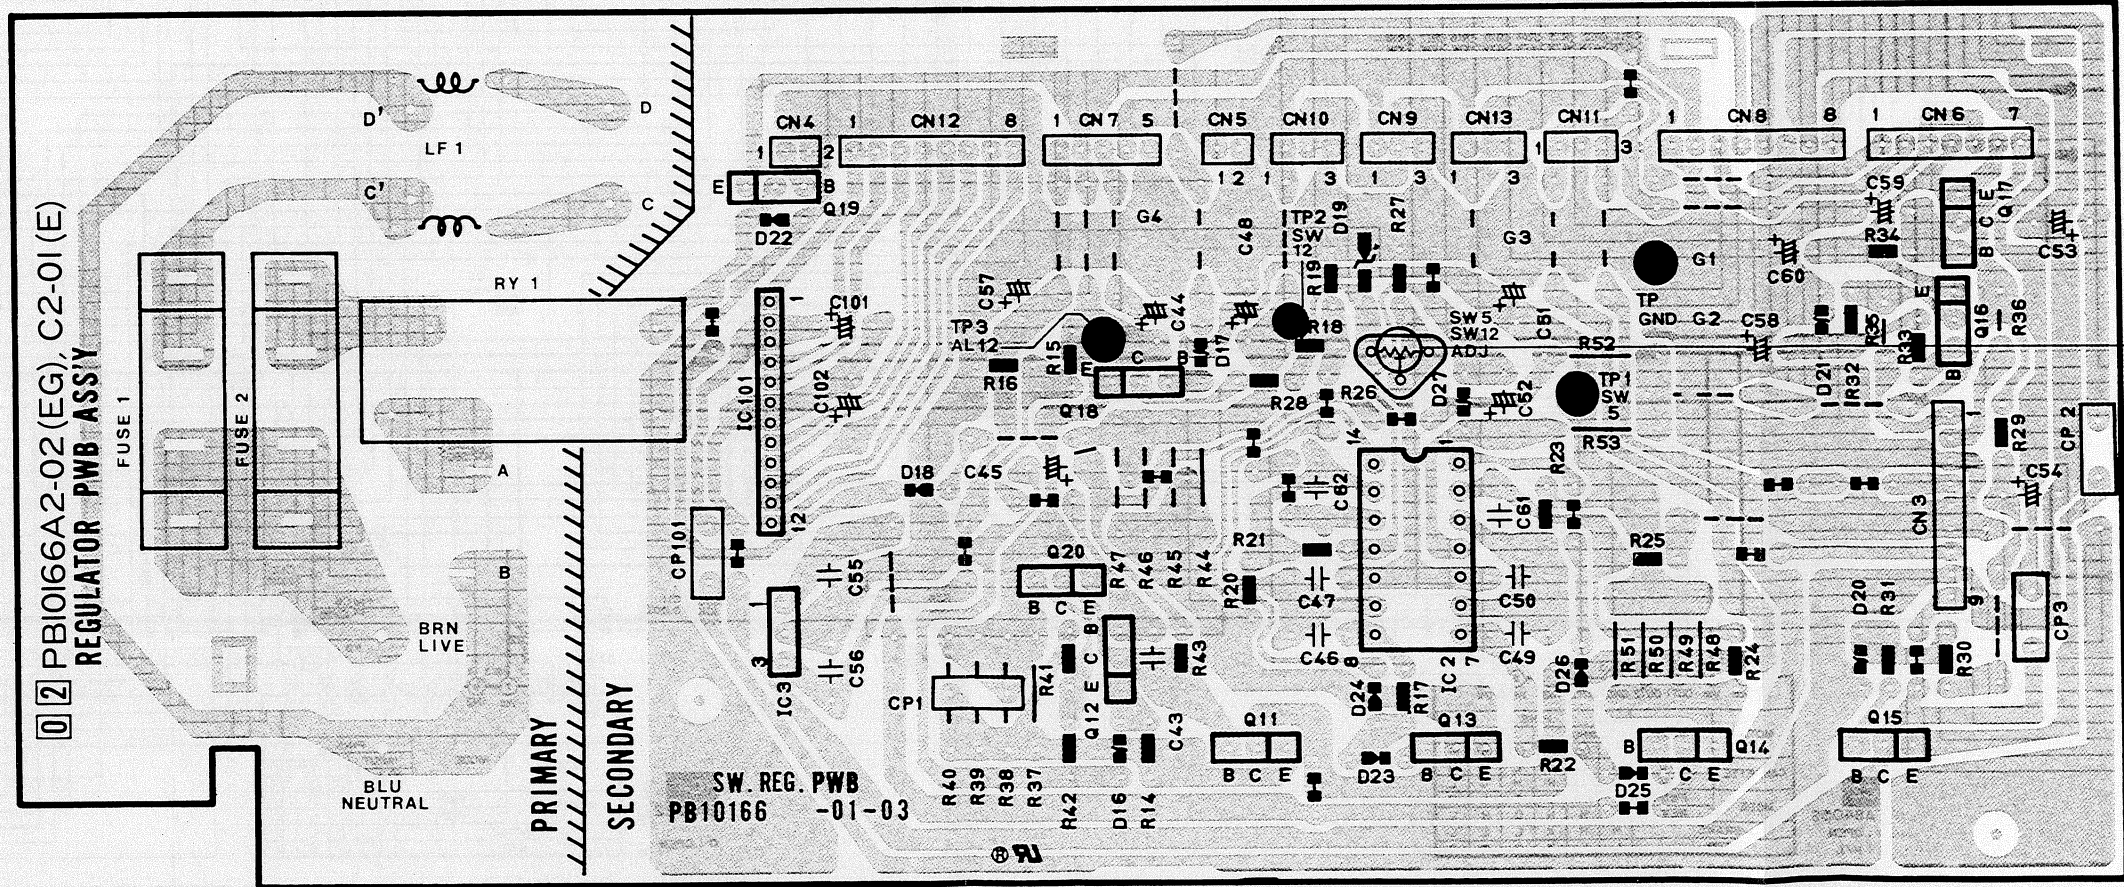 0 2 PB10166A2-02(EG), C2-01(E)
REGULATOR PWB ASS'Y
FUSE 1
FUSE 2
D'
D
LF 1
C'
C
RY 1
A
B
BRN
LIVE
BLU
NEUTRAL
PRIMARY
SECONDARY
SW. REG. PWB
PB10166 -01-03
CN4
1 2
1 CN12 8
1 CN7 5
CN5
1 2
CN10
1 3
CN9
1 3
CN13
1 3
CN11
1 3
1 CN8 8
1 CN6 7
E B
Q19
D22
G4
C48
TP2
SW
12
D19
R27
R19
G3
G1
TP
GND G2
C59
R34
E
C
B
Q17
C53
C60
C58
C57
C101
C102
IC101
1
12
TP3
AL12
R15
R16
C44
E C B
Q18
D17
R18
R28
R26
SW5
SW12
ADJ
D27
C51
C52
R52
TP1
SW
5
R53
R23
R35
R33
D21
R32
E
B
Q16
R36
R29
CP2
C54
CN3
1
9
CP3
D18
C45
C62
14
1
8
7
IC2
C61
R25
CP101
C55
C56
1
3
IC3
Q20
B C E
R47
R46
R45
R44
R21
R20
C47
C46
C50
C49
B
C
E
Q12
R43
R41
CP1
C43
R40
R39
R38
R37
R42
D16
R14
Q11
B C E
D24
R17
D23
Q13
B C E
D26
R51
R50
R49
R48
R24
R22
B
Q14
C E
D25
D20
R31
R30
Q15
B C E